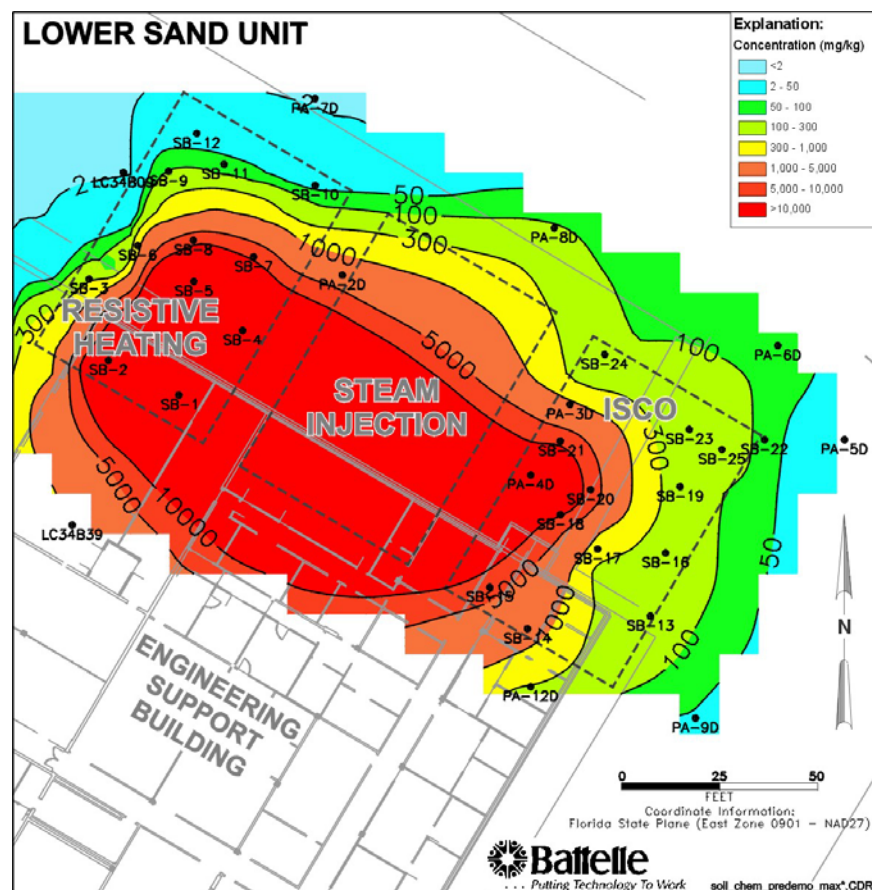 LOWER SAND UNIT
Explanation:
Concentration (mg/kg)
<2
2 - 50
50 - 100
100 - 300
300 - 1,000
1,000 - 5,000
5,000 - 10,000
>10,000
PA-7D
2
SB-12
SB-11
LC34B09
SB-9
SB-10
2
50
100
300
1000
PA-8D
SB-8
SB-6
SB-7
PA-2D
SB-3
SB-5
300
RESISTIVE
HEATING
SB-4
5000
100
PA-6D
SB-24
SB-2
SB-1
STEAM
INJECTION
PA-3D
ISCO
300
SB-23
SB-21
SB-25
SB-22
PA-5D
PA-4D
SB-20
SB-19
5000
10000
SB-18
LC34B39
SB-17
SB-16
50
SB-15
5000
1000
SB-14
SB-13
100
N
ENGINEERING
SUPPORT
BUILDING
PA-12D
PA-9D
0 25 50
FEET
Coordinate Information:
Florida State Plane (East Zone 0901 - NAD27)
Battelle
... Putting Technology To Work
soil_chem_predemo_max*.CDR